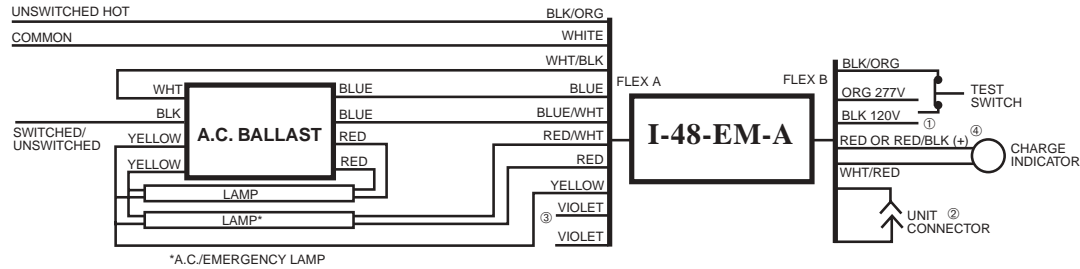 UNSWITCHED HOT
COMMON
WHT
BLK
SWITCHED/
UNSWITCHED
YELLOW
YELLOW
A.C. BALLAST
BLUE
BLUE
RED
RED
LAMP
LAMP*
*A.C./EMERGENCY LAMP
BLK/ORG
WHITE
WHT/BLK
BLUE
BLUE/WHT
RED/WHT
RED
YELLOW
③ VIOLET
VIOLET
FLEX A
I-48-EM-A
FLEX B
BLK/ORG
ORG 277V
BLK 120V ①
TEST
SWITCH
RED OR RED/BLK (+) ④
CHARGE
INDICATOR
WHT/RED
UNIT ②
CONNECTOR